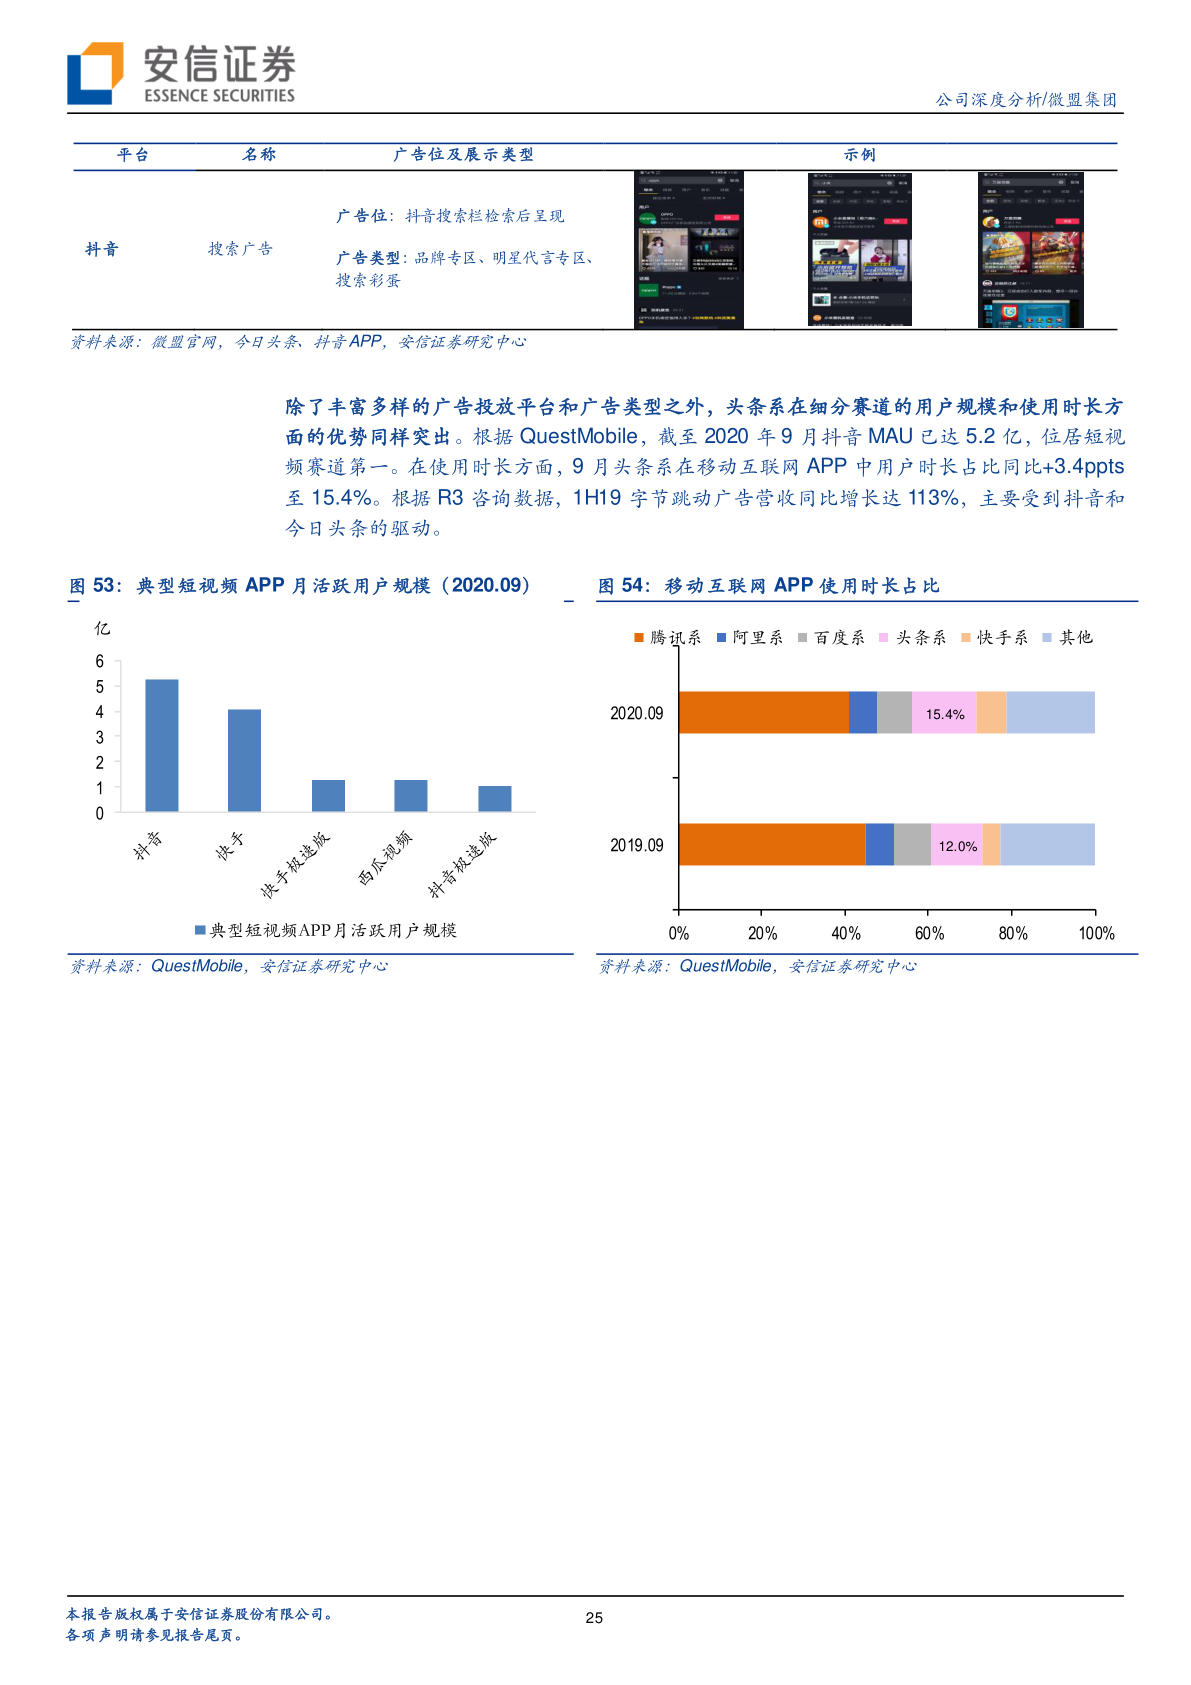 安信证券
ESSENCE SECURITIES
公司深度分析/微盟集团
平台 名称 广告位及展示类型 示例
抖音 搜索广告
广告位：抖音搜索栏检索后呈现
广告类型：品牌专区、明星代言专区、
搜索彩蛋
资料来源：微盟官网，今日头条、抖音APP，安信证券研究中心
除了丰富多样的广告投放平台和广告类型之外，头条系在细分赛道的用户规模和使用时长方
面的优势同样突出。根据 QuestMobile，截至 2020 年 9 月抖音 MAU 已达 5.2 亿，位居短视
频赛道第一。在使用时长方面，9 月头条系在移动互联网 APP 中用户时长占比同比+3.4ppts
至 15.4%。根据 R3 咨询数据，1H19 字节跳动广告营收同比增长达 113%，主要受到抖音和
今日头条的驱动。
图 53：典型短视频 APP 月活跃用户规模（2020.09）
亿
6
5
4
3
2
1
0
抖音 快手 快手极速版 西瓜视频 抖音极速版
典型短视频APP月活跃用户规模
资料来源：QuestMobile，安信证券研究中心
图 54：移动互联网 APP 使用时长占比
腾讯系 阿里系 百度系 头条系 快手系 其他
2020.09 15.4%
2019.09 12.0%
0% 20% 40% 60% 80% 100%
资料来源：QuestMobile，安信证券研究中心
本报告版权属于安信证券股份有限公司。
各项声明请参见报告尾页。
25